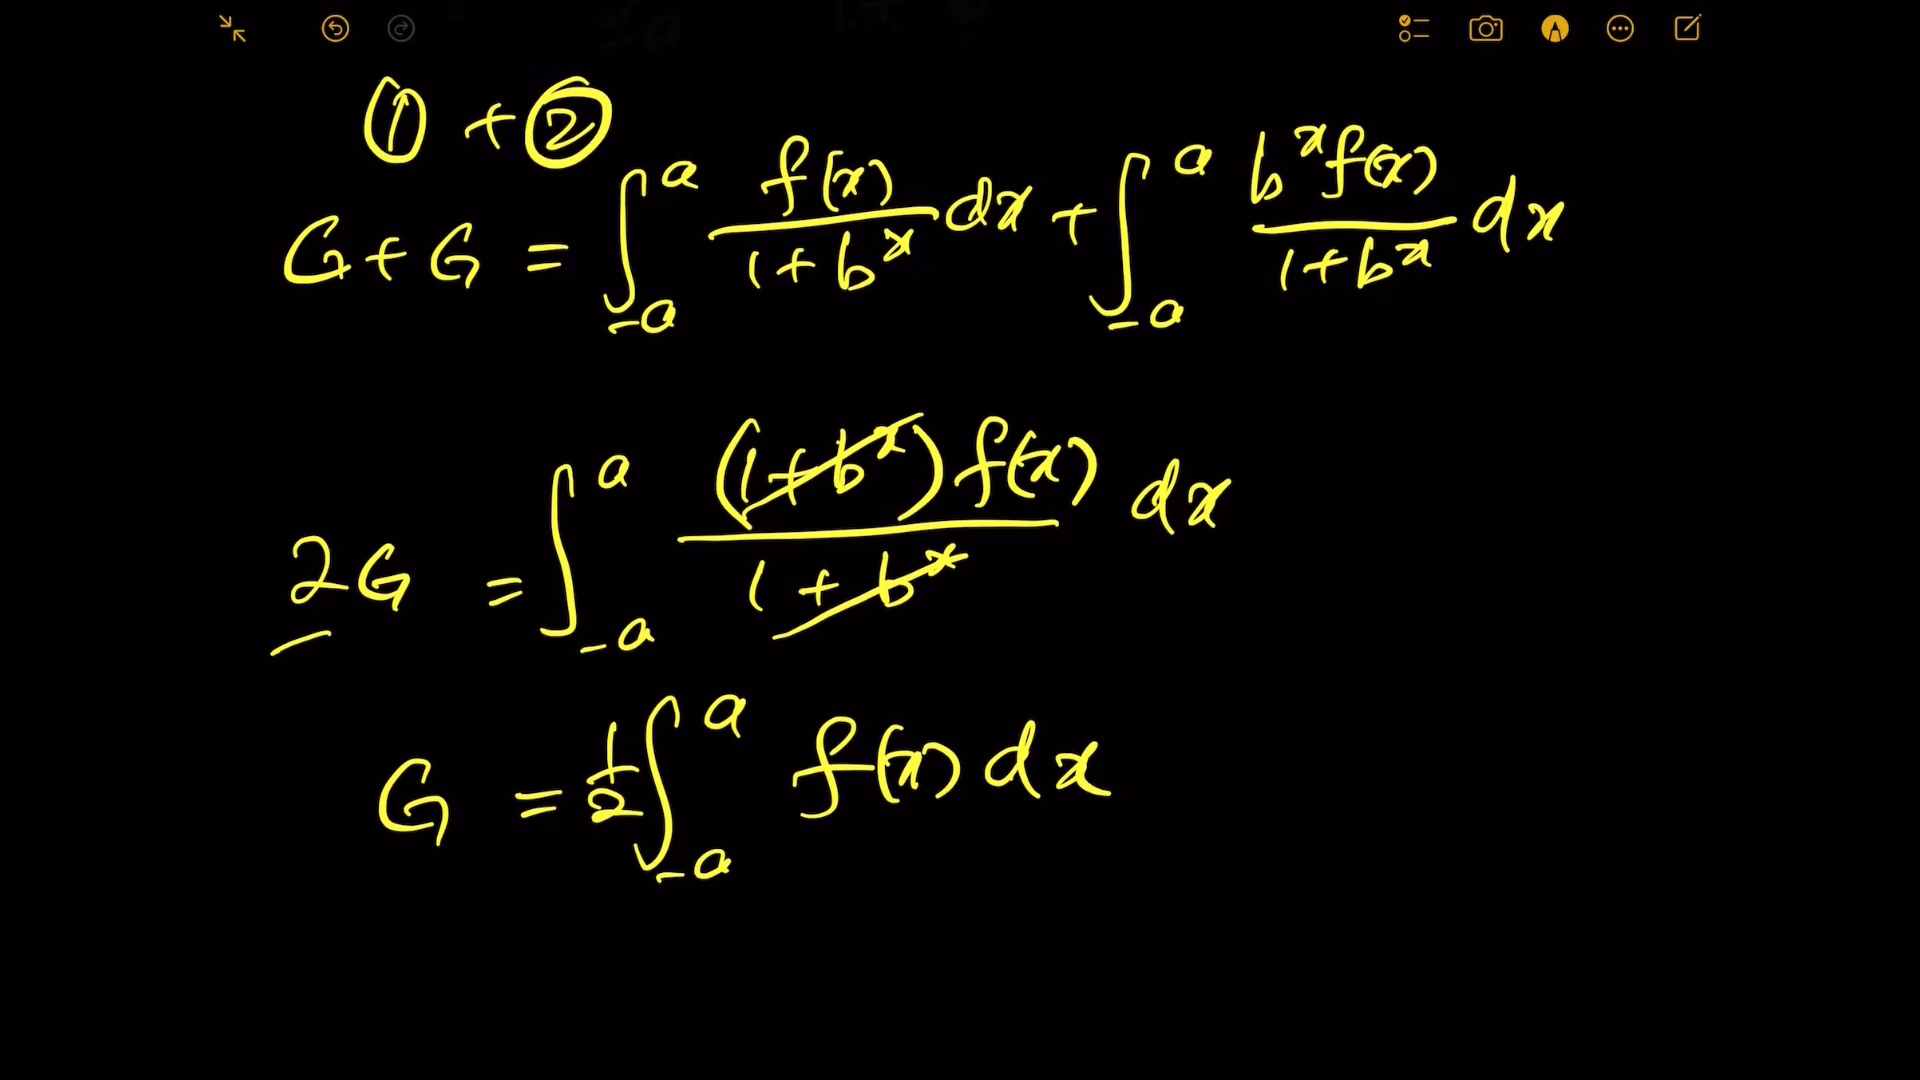 ① + ②
G + G = ∫_{-a}^{a} f(x)/(1+b^x) dx + ∫_{-a}^{a} b^x f(x)/(1+b^x) dx
2G = ∫_{-a}^{a} (1+b^x) f(x)/(1+b^x) dx
G = 1/2 ∫_{-a}^{a} f(x) dx